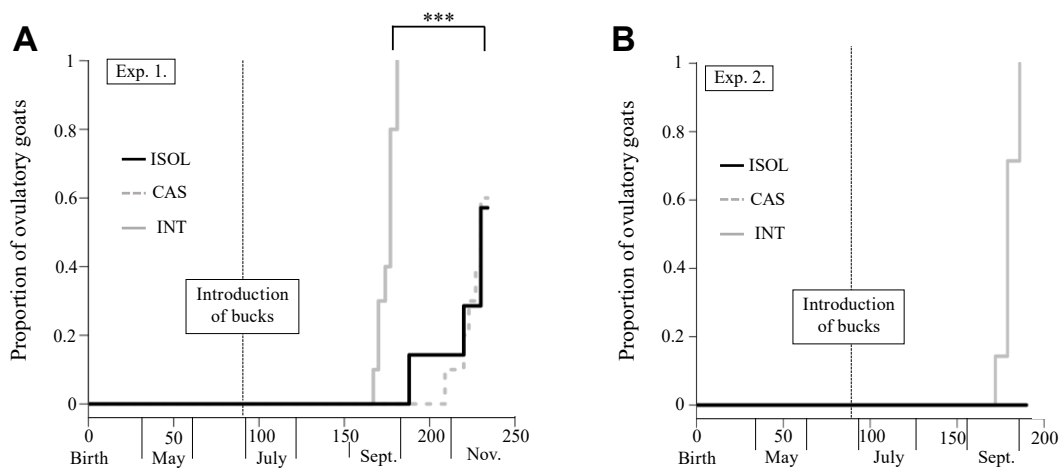 A
***
Exp. 1.
Proportion of ovulatory goats
1
0.8
0.6
0.4
0.2
0
ISOL
CAS
INT
Introduction
of bucks
0 50 100 150 200 250
Birth May July Sept. Nov.
B
Exp. 2.
Proportion of ovulatory goats
1
0.8
0.6
0.4
0.2
0
ISOL
CAS
INT
Introduction
of bucks
0 50 100 150 200
Birth May July Sept.